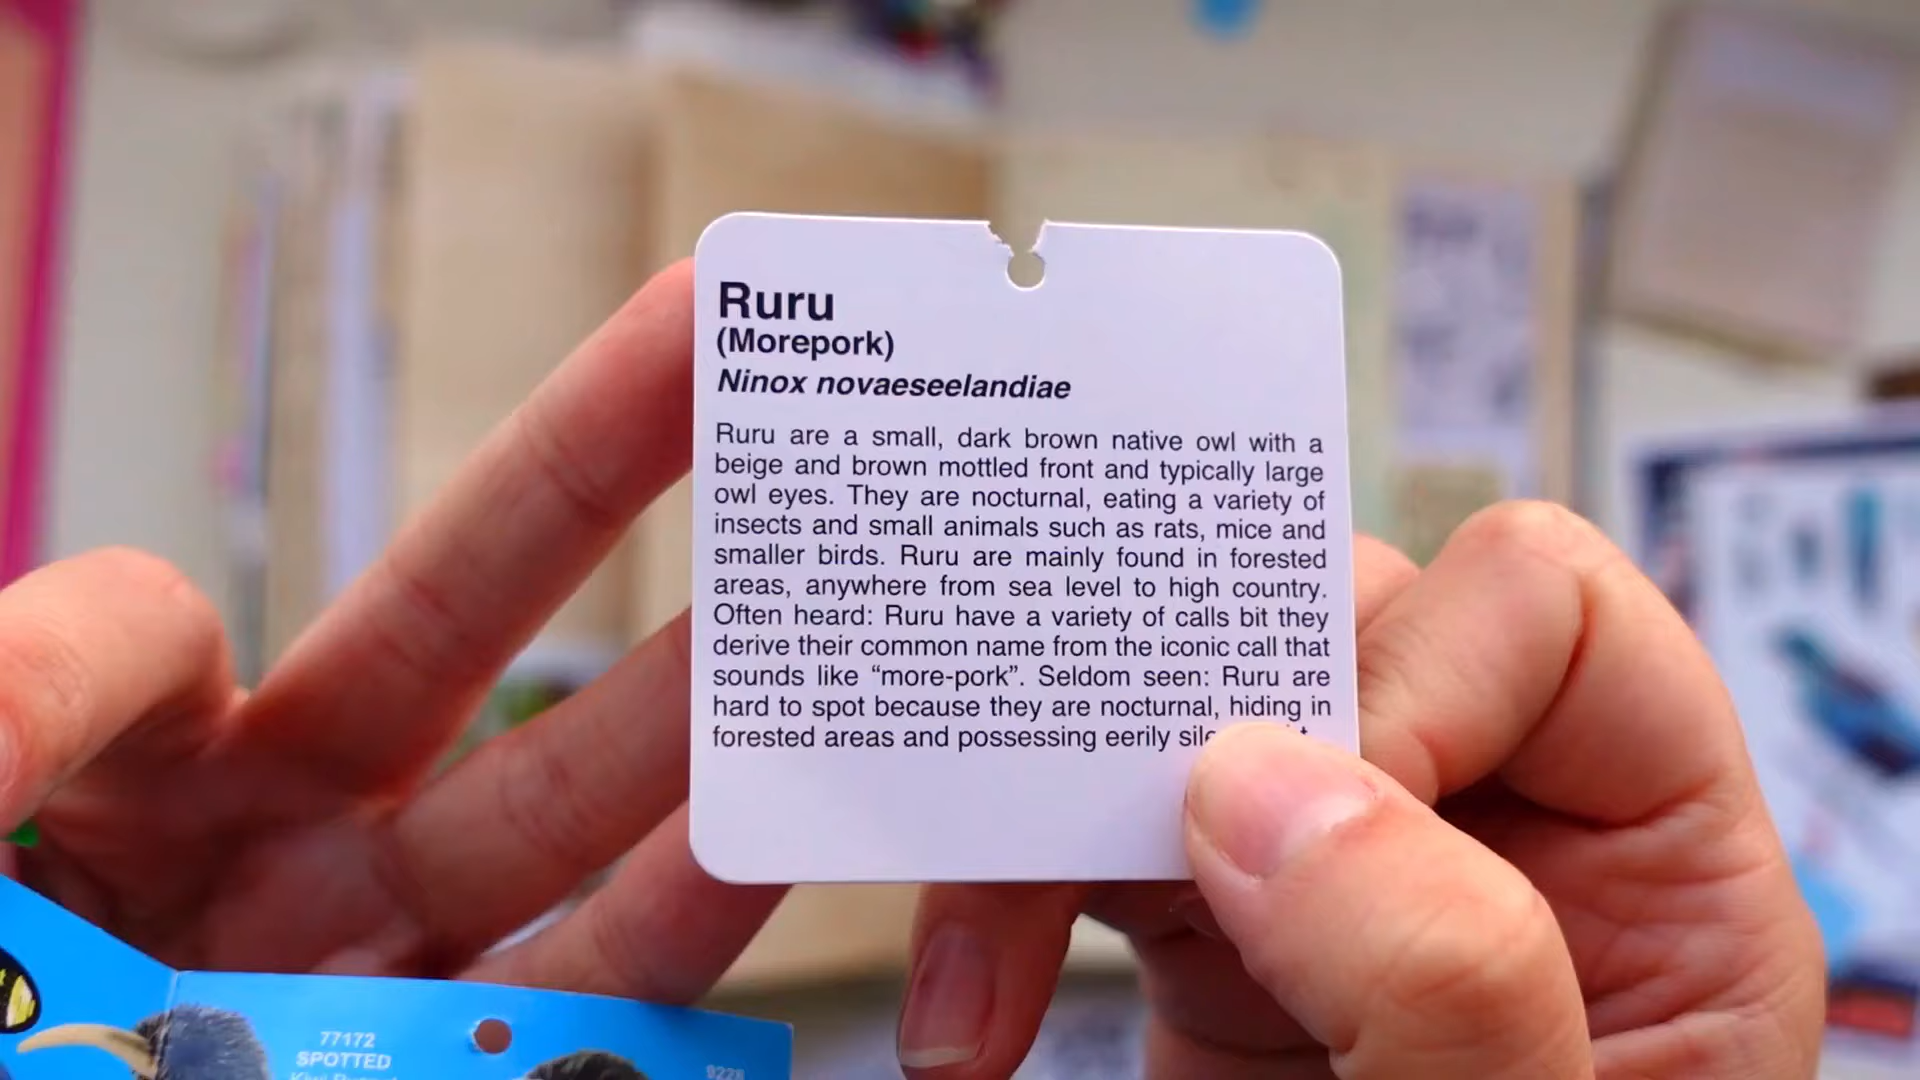 Ruru
(Morepork)
Ninox novaeseelandiae
Ruru are a small, dark brown native owl with a
beige and brown mottled front and typically large
owl eyes. They are nocturnal, eating a variety of
insects and small animals such as rats, mice and
smaller birds. Ruru are mainly found in forested
areas, anywhere from sea level to high country.
Often heard: Ruru have a variety of calls bit they
derive their common name from the iconic call that
sounds like “more-pork”. Seldom seen: Ruru are
hard to spot because they are nocturnal, hiding in
forested areas and possessing eerily
77172
SPOTTED